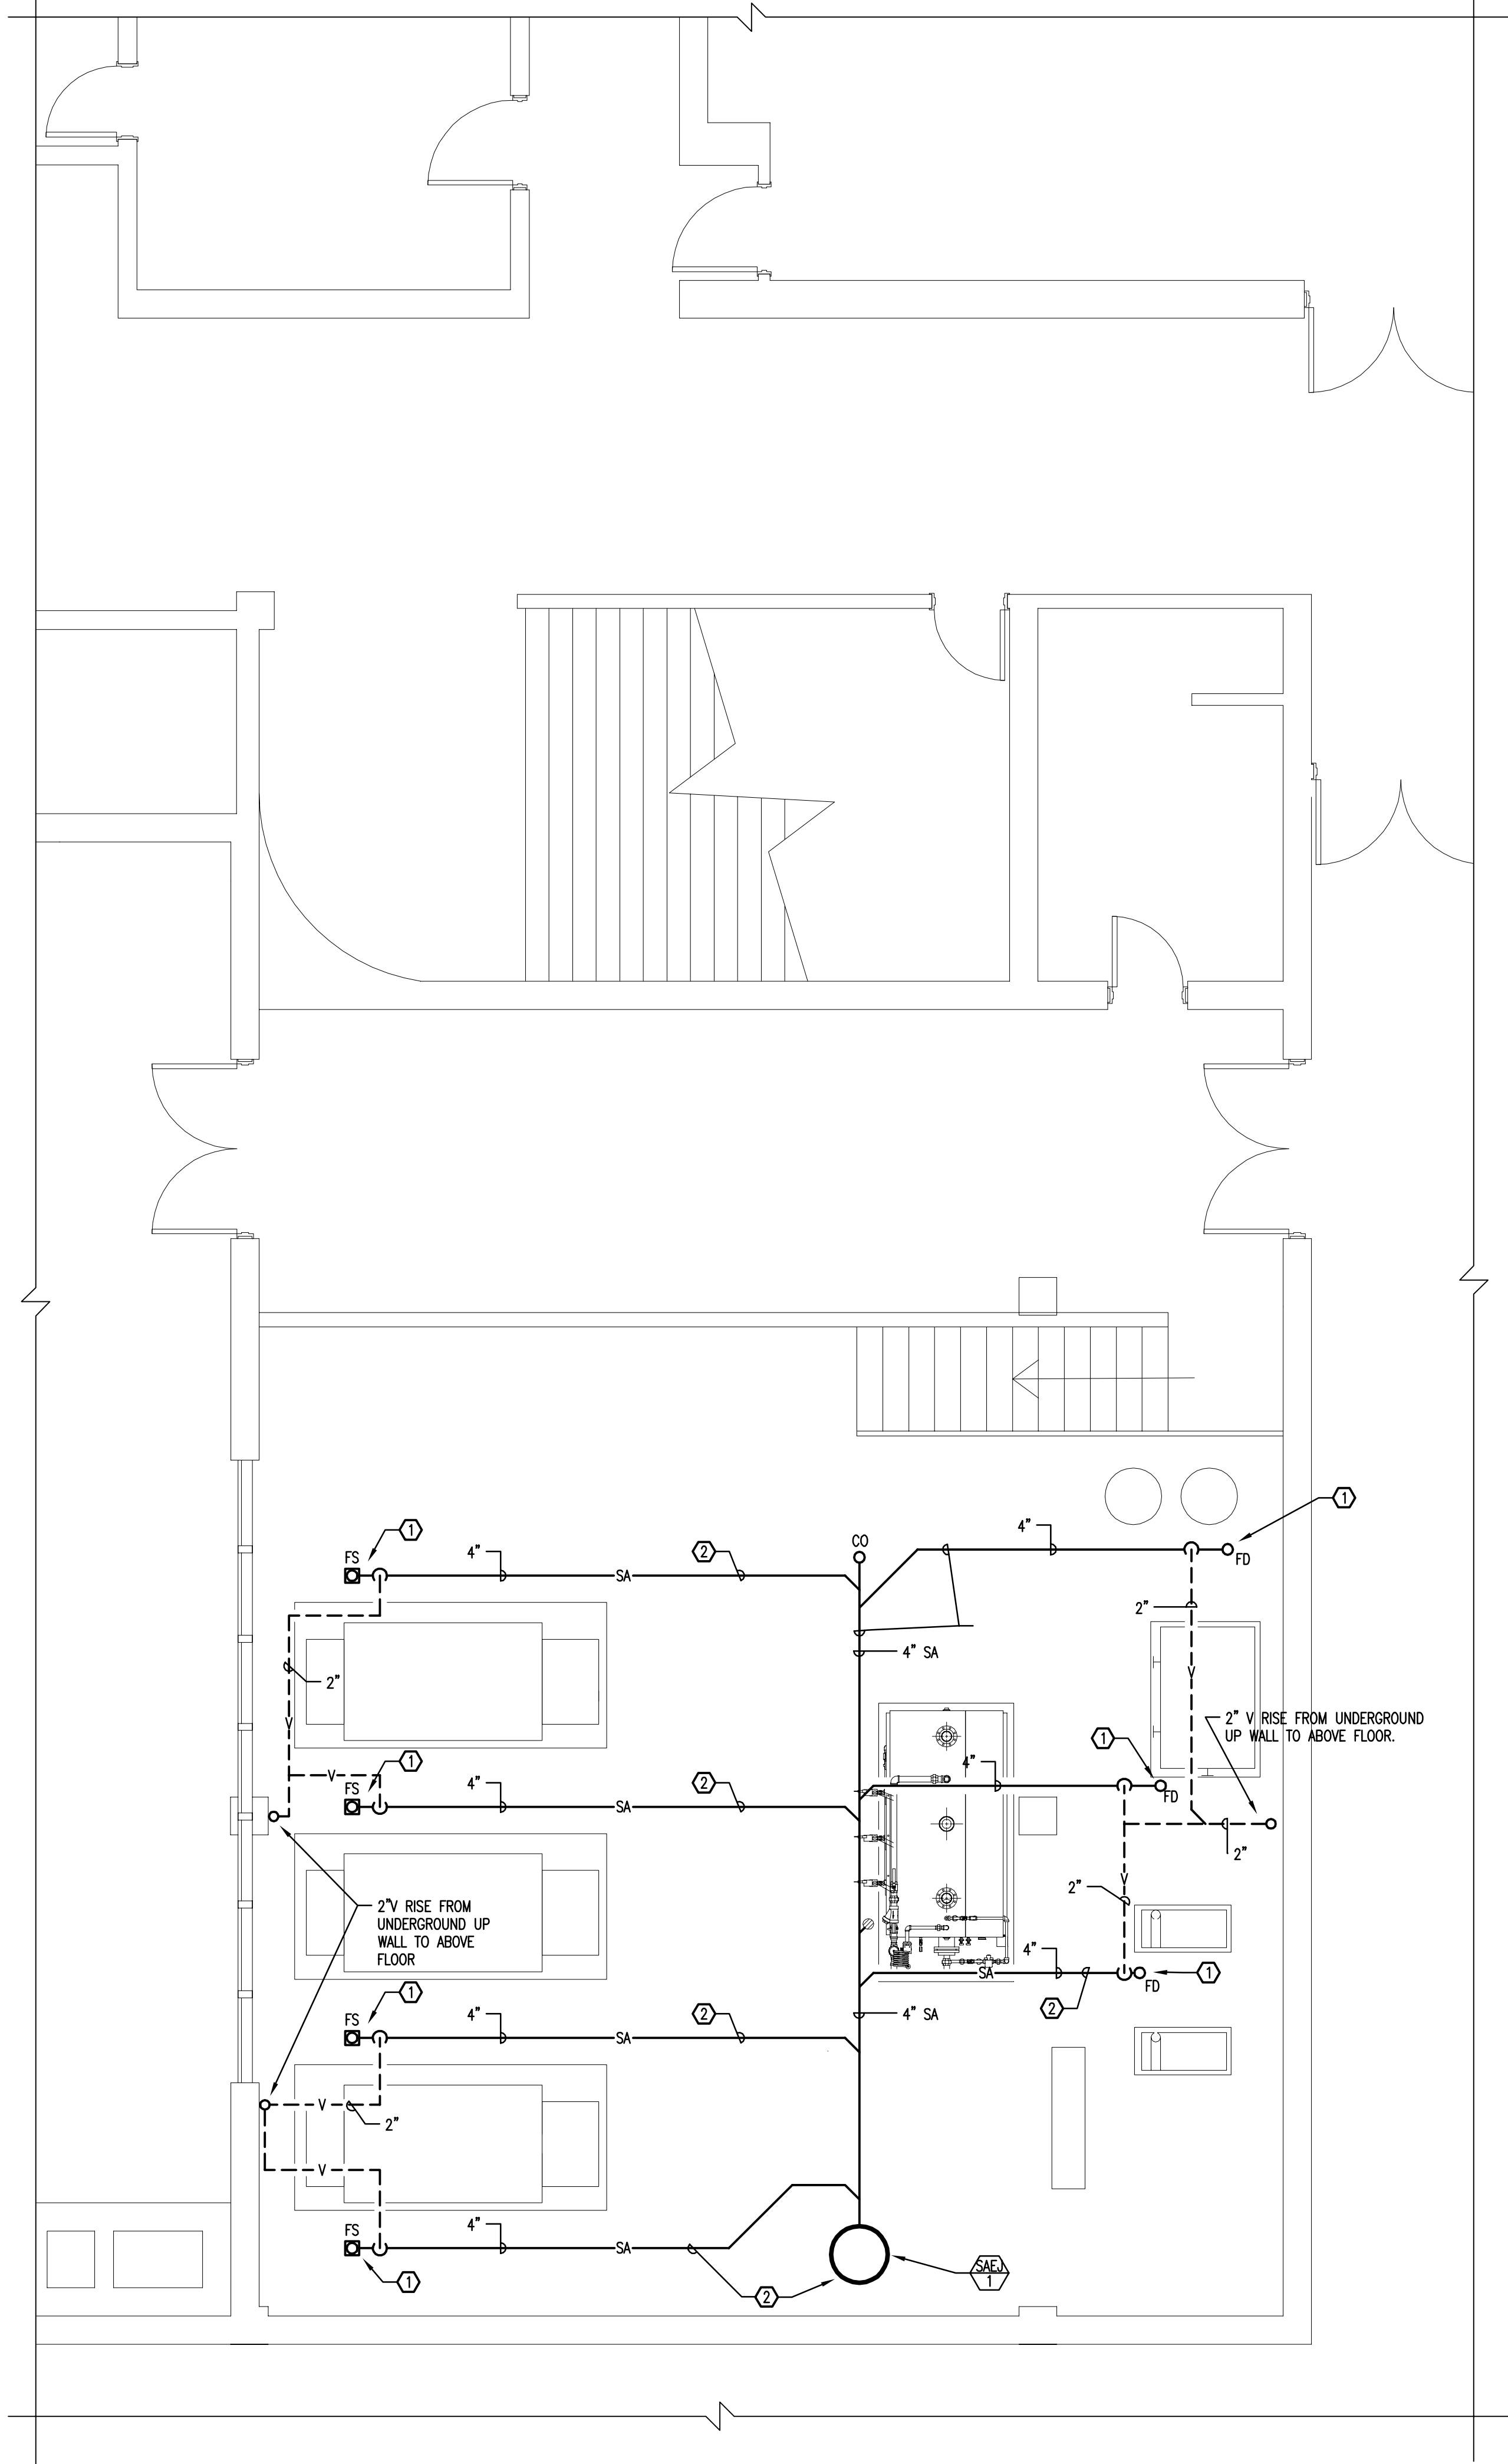 1
1
FS
4”
2
CO
4”
FD
SA
2”
4” SA
2”
V
V
2” V RISE FROM UNDERGROUND
UP WALL TO ABOVE FLOOR.
1
1
4”
V
FS
4”
2
FD
SA
2”
V
2”
2”V RISE FROM
UNDERGROUND UP
WALL TO ABOVE
FLOOR
4”
SA
1
FD
1
2
FS
4”
2
4” SA
SA
V
2”
V
FS
4”
SA
1
2
SAEJ
1